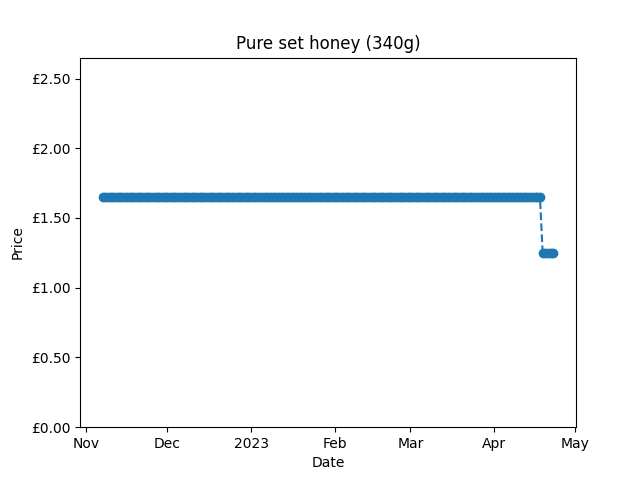 Pure set honey (340g)
£2.50
£2.00
£1.50
£1.00
£0.50
£0.00
Price
Nov Dec 2023 Feb Mar Apr May
Date